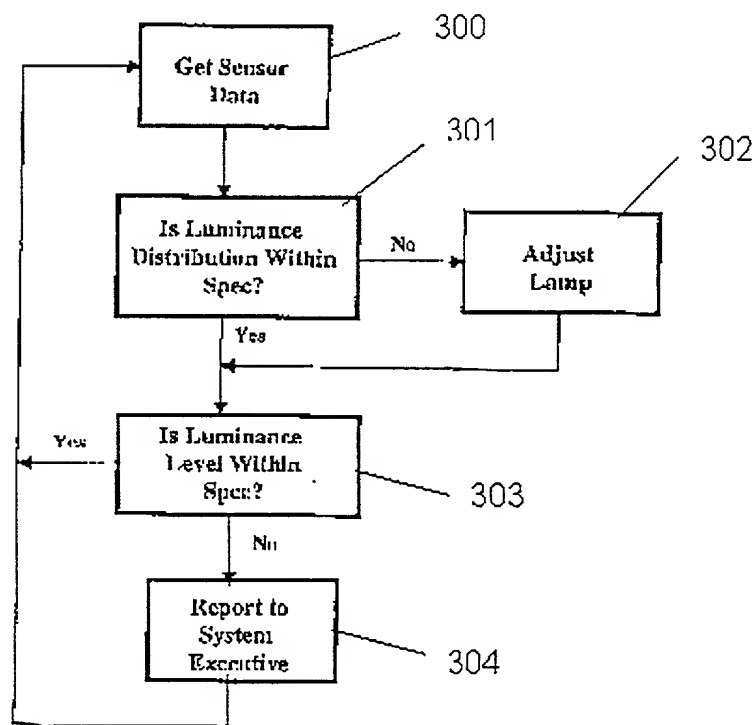 300
Get Sensur
Data
301
302
Is Luminance
Distribution Within
Spec?
No
Adjust
Lamp
Yes
Is Luminance
Level Within
Spec?
Yes
303
No
Report to
System
Executive
304